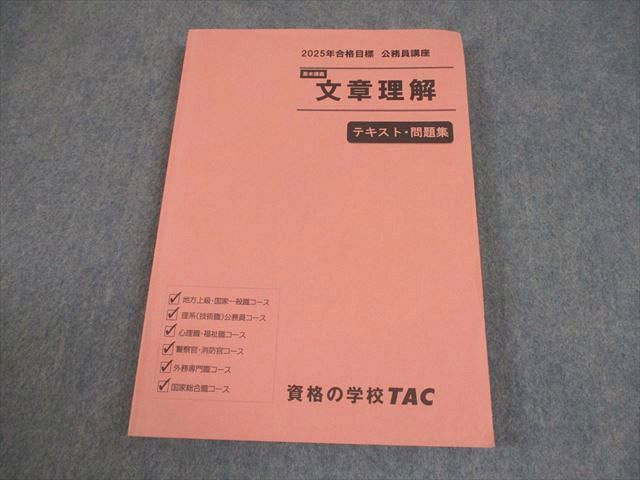 2025年合格目標 公務員講座
基本講義
文章理解
テキスト・問題集
地方上級・国家一般職コース
理系(技術職)公務員コース
心理職・福祉職コース
警察官・消防官コース
外務専門職コース
国家総合職コース
資格の学校TAC